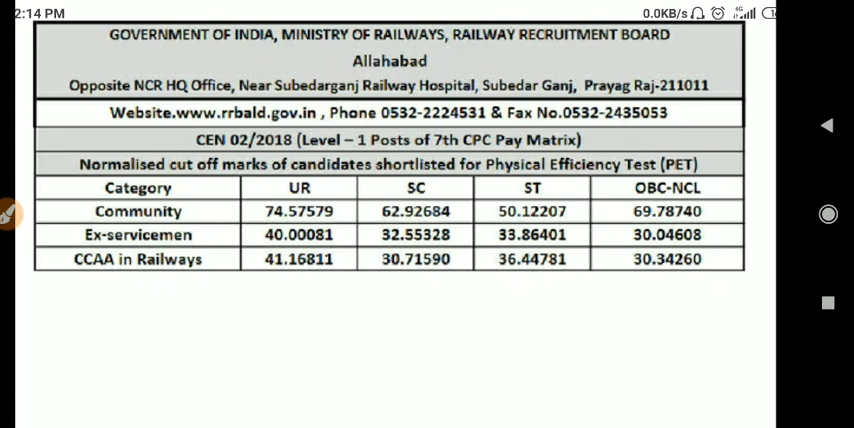 2:14 PM 0.0KB/s 4G
GOVERNMENT OF INDIA, MINISTRY OF RAILWAYS, RAILWAY RECRUITMENT BOARD
Allahabad
Opposite NCR HQ Office, Near Subedarganj Railway Hospital, Subedar Ganj, Prayag Raj-211011
Website.www.rrbald.gov.in , Phone 0532-2224531 & Fax No.0532-2435053
CEN 02/2018 (Level – 1 Posts of 7th CPC Pay Matrix)
Normalised cut off marks of candidates shortlisted for Physical Efficiency Test (PET)
Category UR SC ST OBC-NCL
Community 74.57579 62.92684 50.12207 69.78740
Ex-servicemen 40.00081 32.55328 33.86401 30.04608
CCAA in Railways 41.16811 30.71590 36.44781 30.34260